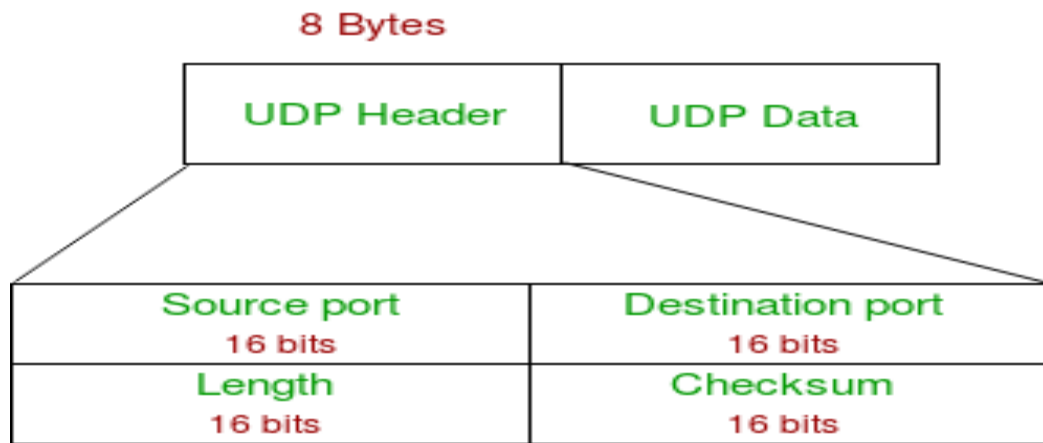 8 Bytes
UDP Header UDP Data
Source port Destination port
16 bits 16 bits
Length Checksum
16 bits 16 bits